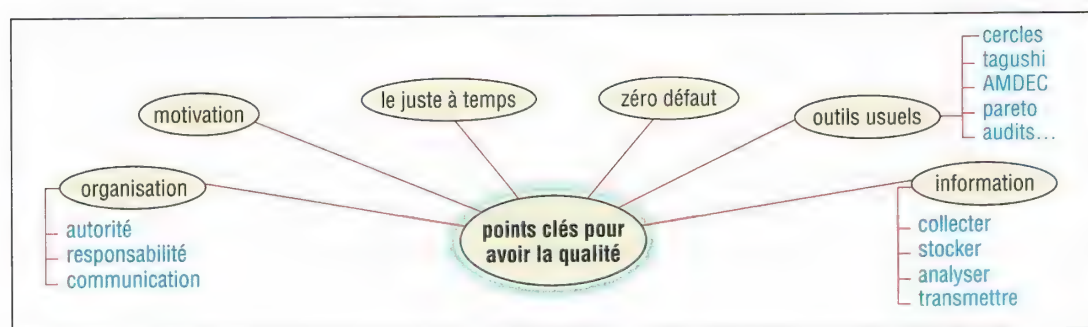 cercles
tagushi
AMDEC
pareto
audits...
outils usuels
zéro défaut
le juste à temps
motivation
organisation
autorité
responsabilité
communication
points clés pour
avoir la qualité
information
collecter
stocker
analyser
transmettre